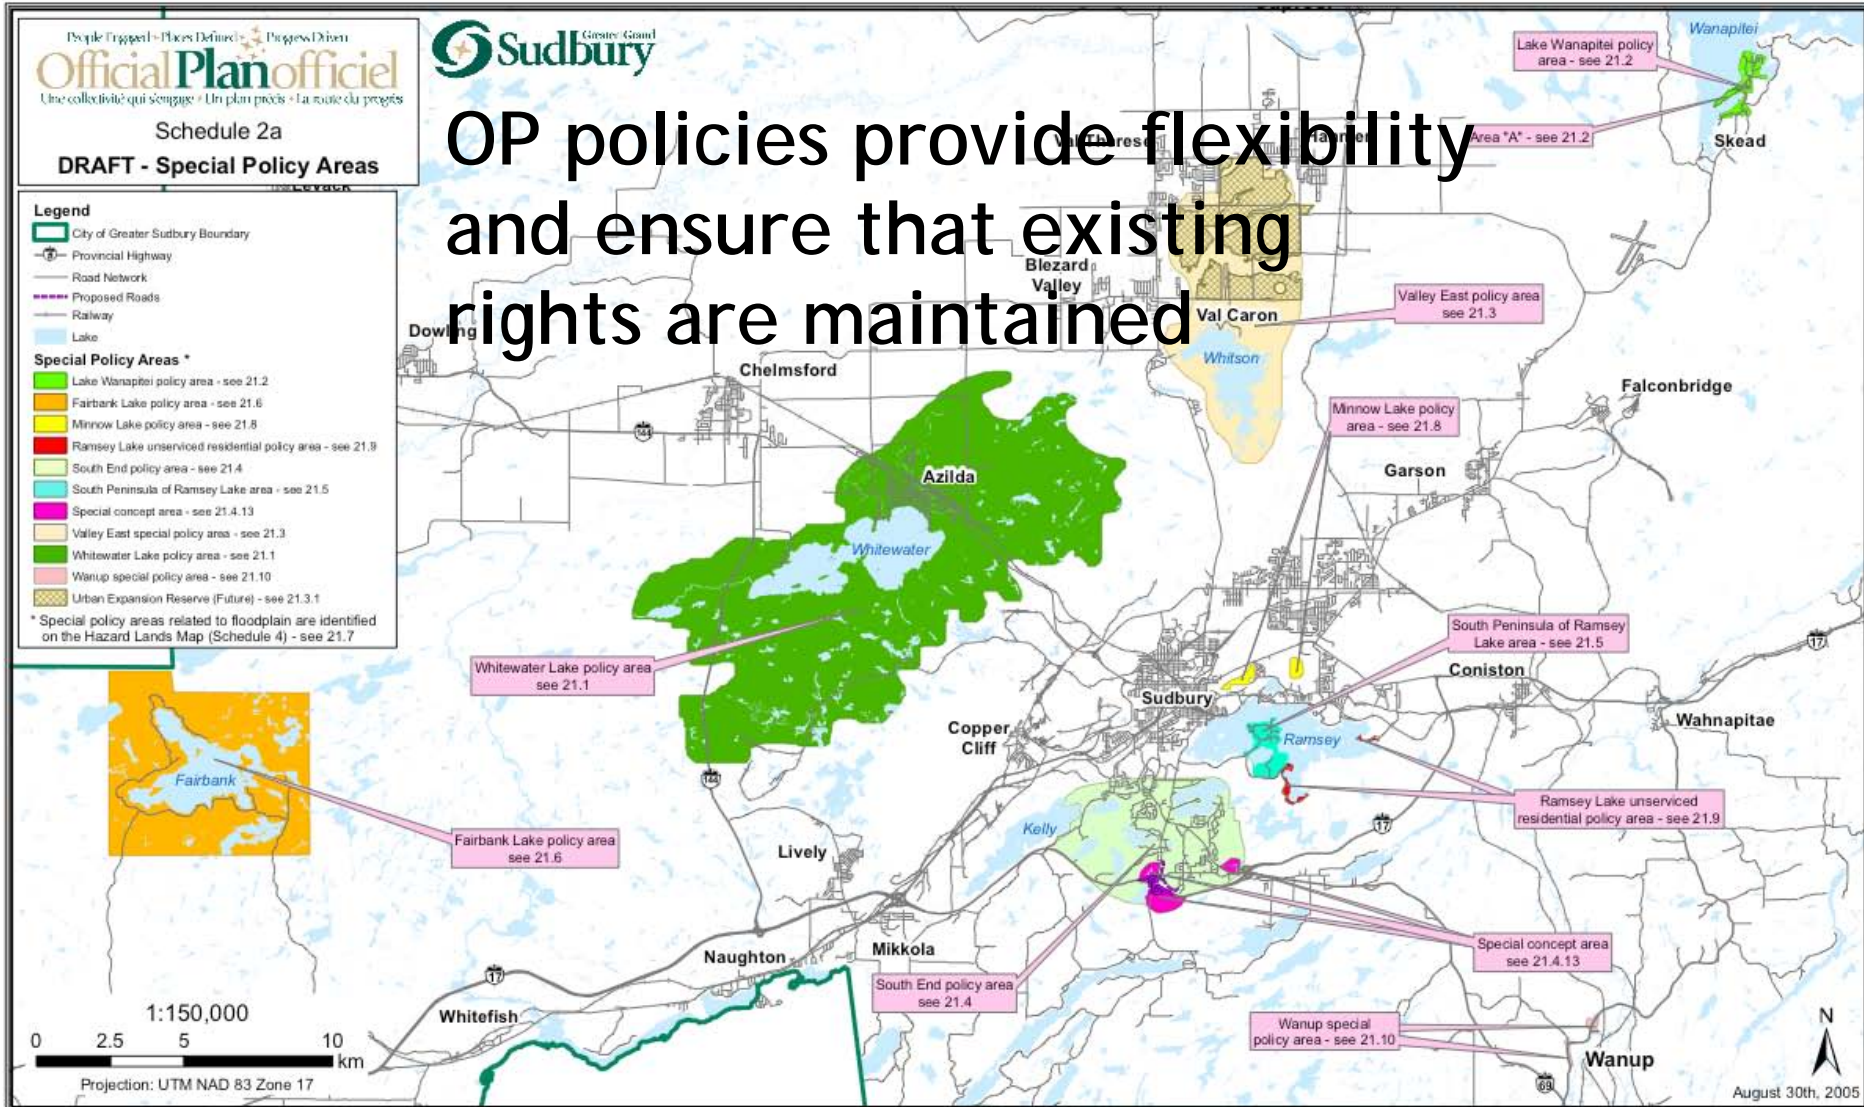 People Engaged - Places Defined - Progress Driven
Official Plan officiel
Une collectivité qui s'engage - Un plan précis - La route du progrès
Schedule 2a
DRAFT - Special Policy Areas
Greater Grand
Sudbury
OP policies provide flexibility
and ensure that existing
rights are maintained
Legend
City of Greater Sudbury Boundary
Provincial Highway
Road Network
Proposed Roads
Railway
Lake
Special Policy Areas *
Lake Wanapitei policy area - see 21.2
Fairbank Lake policy area - see 21.6
Minnow Lake policy area - see 21.8
Ramsey Lake unserviced residential policy area - see 21.9
South End policy area - see 21.4
South Peninsula of Ramsey Lake area - see 21.5
Special concept area - see 21.4.13
Valley East special policy area - see 21.3
Whitewater Lake policy area - see 21.1
Wanup special policy area - see 21.10
Urban Expansion Reserve (Future) - see 21.3.1
* Special policy areas related to floodplain are identified
on the Hazard Lands Map (Schedule 4) - see 21.7
Levack
Wanapitei
Lake Wanapitei policy
area - see 21.2
Area "A" - see 21.2
Skead
Val Therese
Hanmer
Blezard
Valley
Val Caron
Valley East policy area
see 21.3
Whitson
Dowling
Chelmsford
144
Falconbridge
Minnow Lake policy
area - see 21.8
Garson
Azilda
Whitewater
Whitewater Lake policy area
see 21.1
South Peninsula of Ramsey
Lake area - see 21.5
17
Coniston
Sudbury
Copper
Cliff
Ramsey
Wahnapitae
144
Fairbank
Fairbank Lake policy area
see 21.6
Ramsey Lake unserviced
residential policy area - see 21.9
17
Kelly
Lively
Mikkola
Naughton
17
Special concept area
see 21.4.13
South End policy area
see 21.4
Whitefish
Wanup special
policy area - see 21.10
Wanup
69
1:150,000
0 2.5 5 10
km
Projection: UTM NAD 83 Zone 17
N
August 30th, 2005